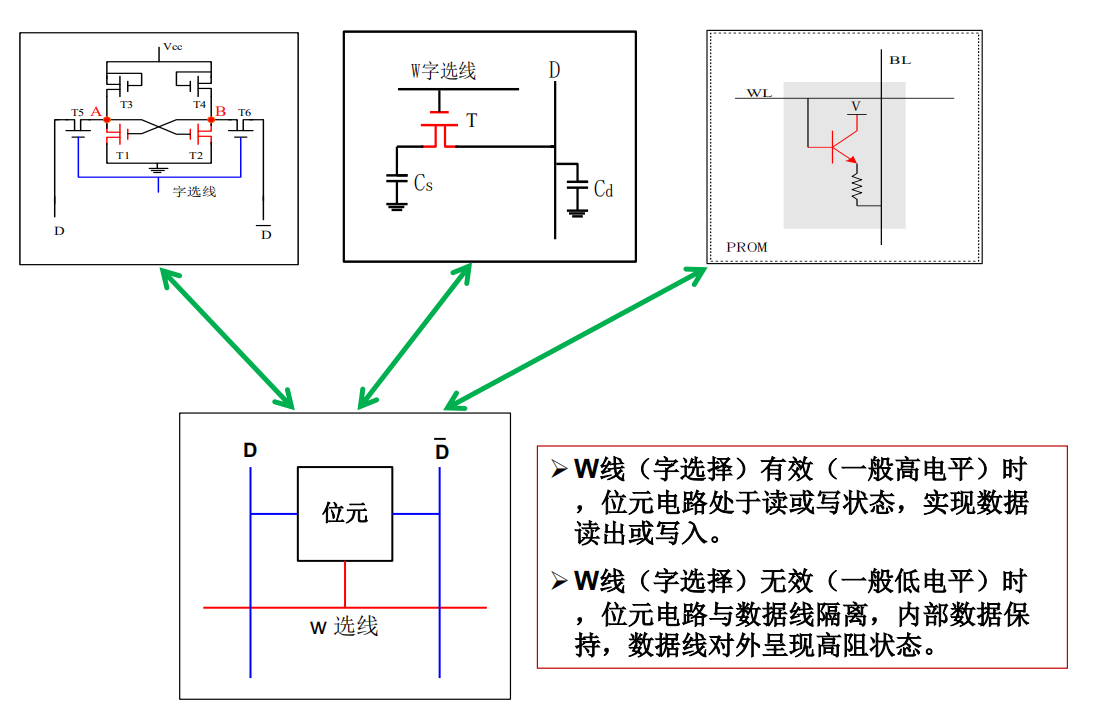 Vcc
T3
T4
T5
A
B
T6
T1
T2
字选线
D
D
W字选线
D
T
Cs
Cd
BL
WL
V
PROM
D
D
位元
w 选线
➢W线（字选择）有效（一般高电平）时
，位元电路处于读或写状态，实现数据
读出或写入。
➢W线（字选择）无效（一般低电平）时
，位元电路与数据线隔离，内部数据保
持，数据线对外呈现高阻状态。